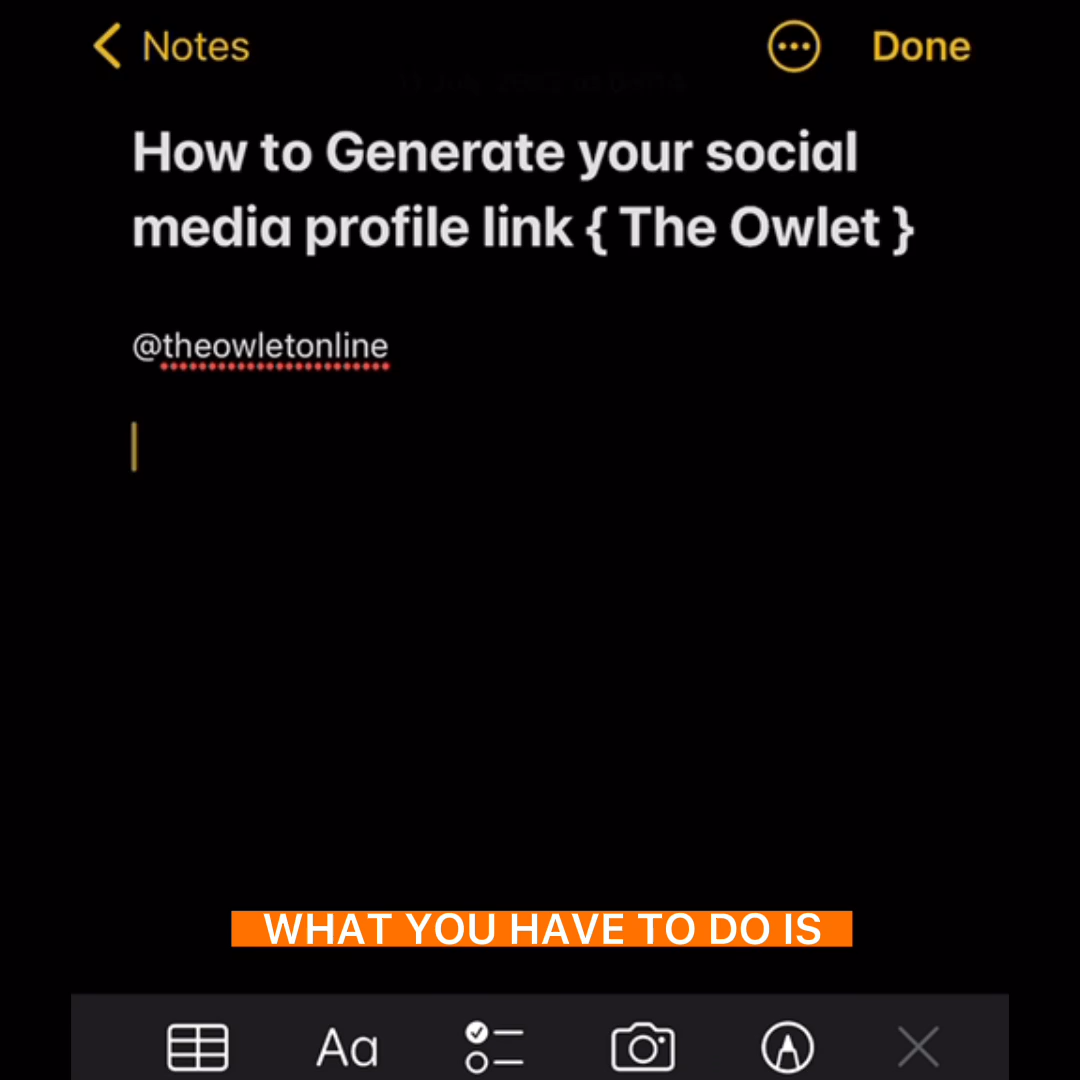 Notes
Done
How to Generate your social
media profile link { The Owlet }
@theowletonline
WHAT YOU HAVE TO DO IS
Aa